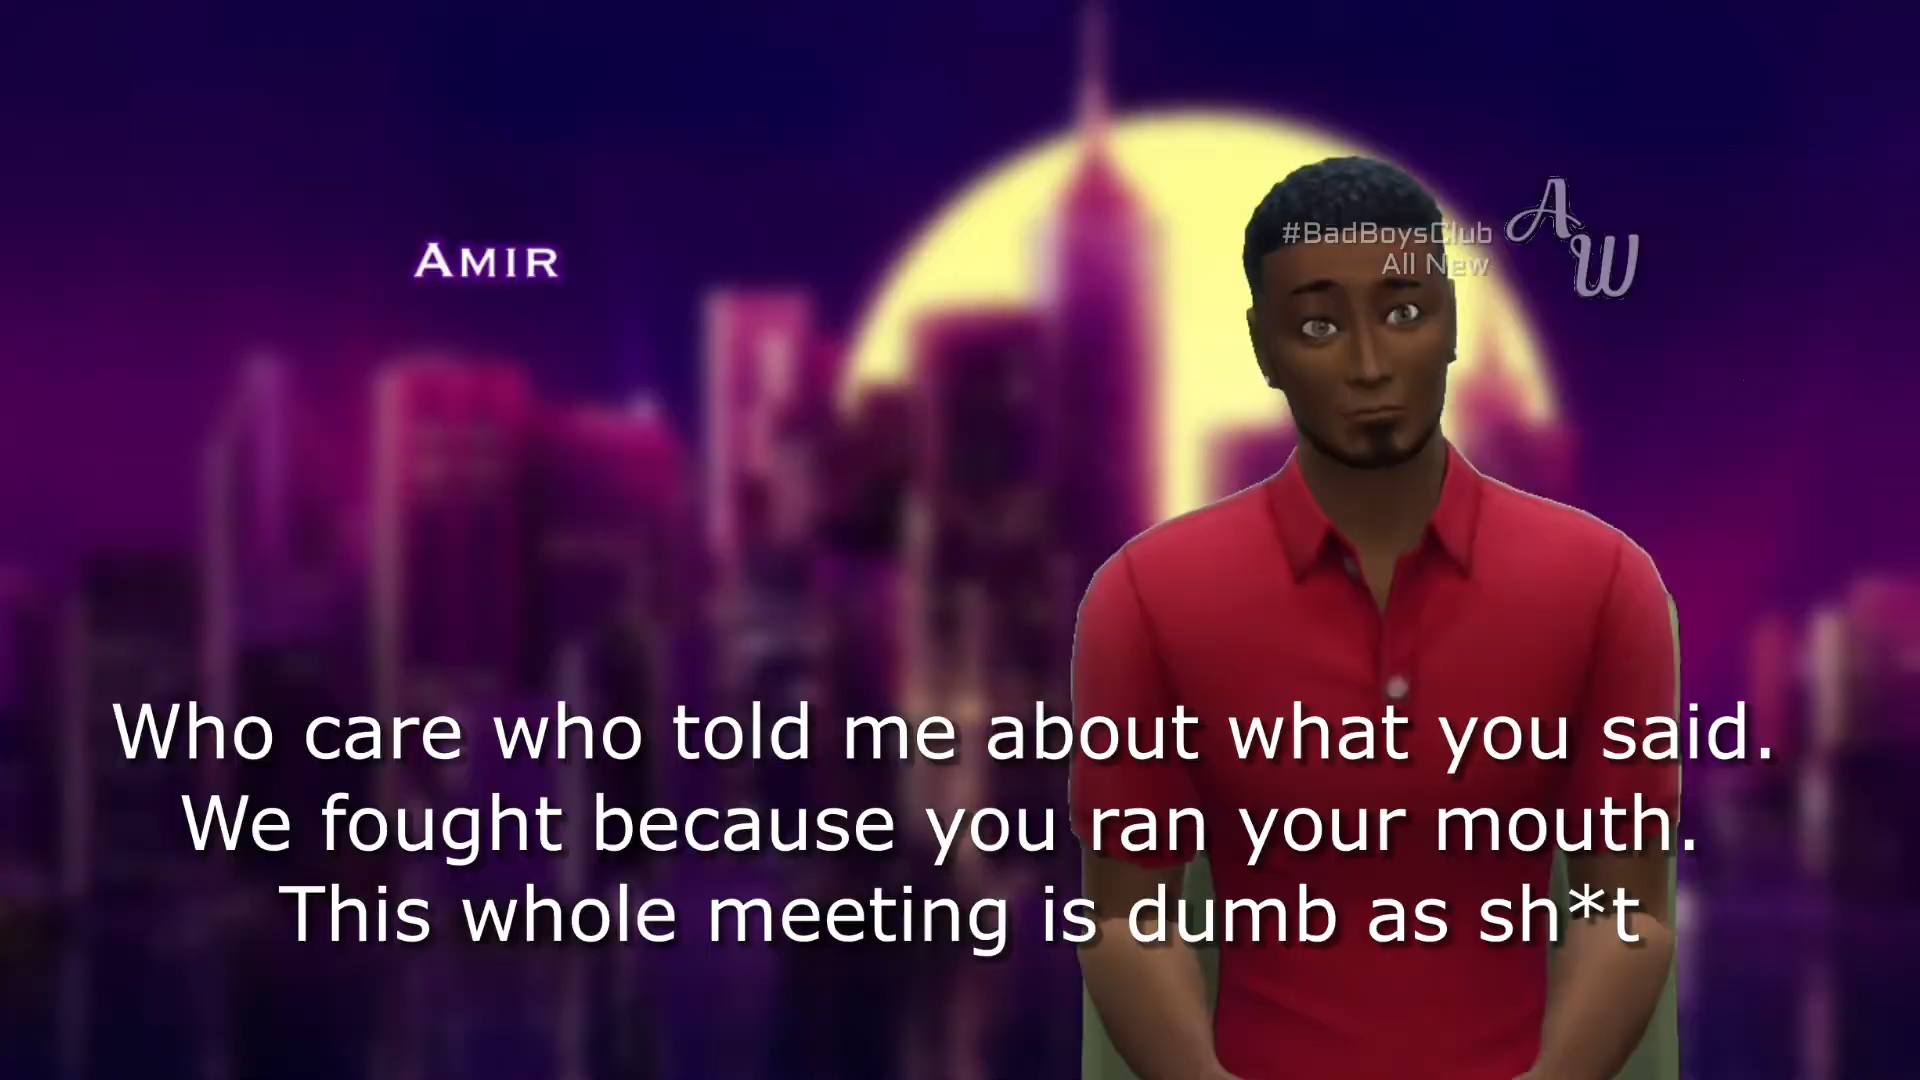 #BadBoysClub
All New
AW
AMIR
Who care who told me about what you said.
We fought because you ran your mouth.
This whole meeting is dumb as sh*t